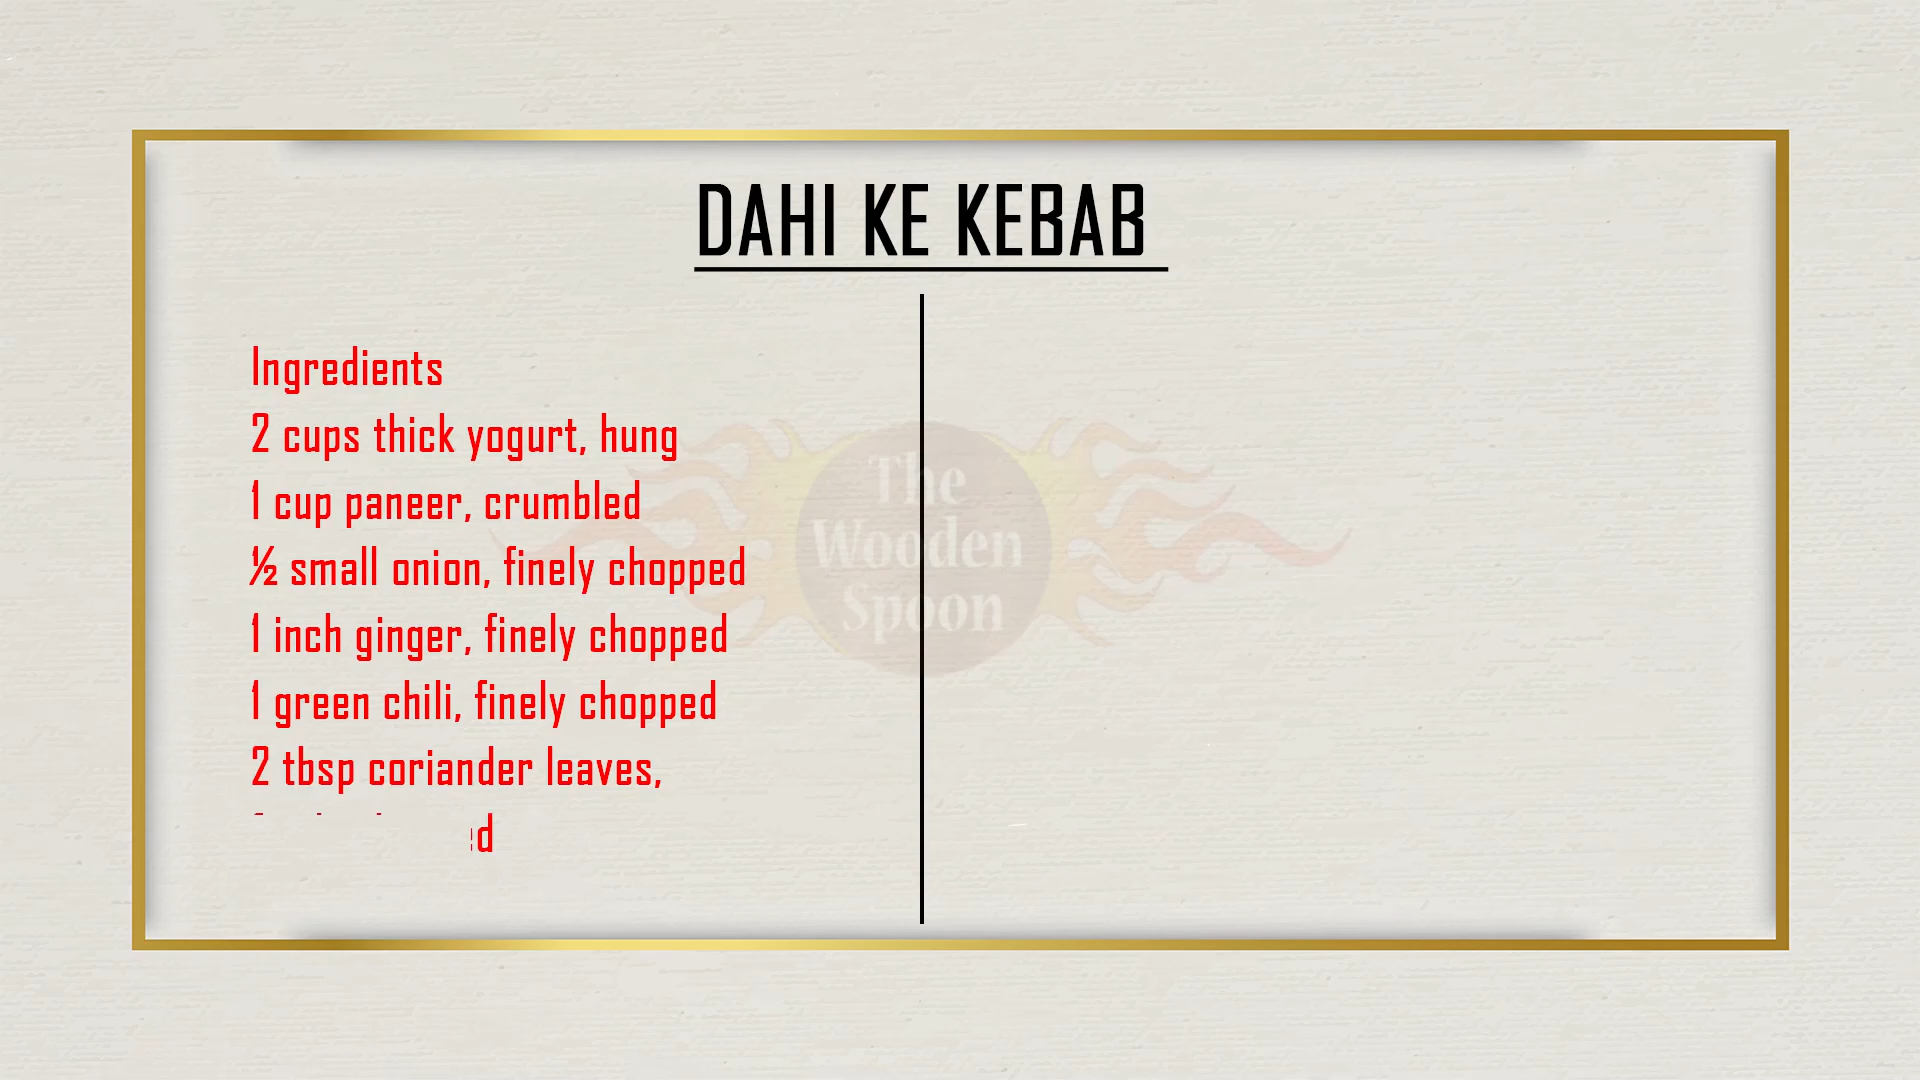 DAHI KE KEBAB
Ingredients
2 cups thick yogurt, hung
1 cup paneer, crumbled
½ small onion, finely chopped
1 inch ginger, finely chopped
1 green chili, finely chopped
2 tbsp coriander leaves,
The
Wooden
Spoon